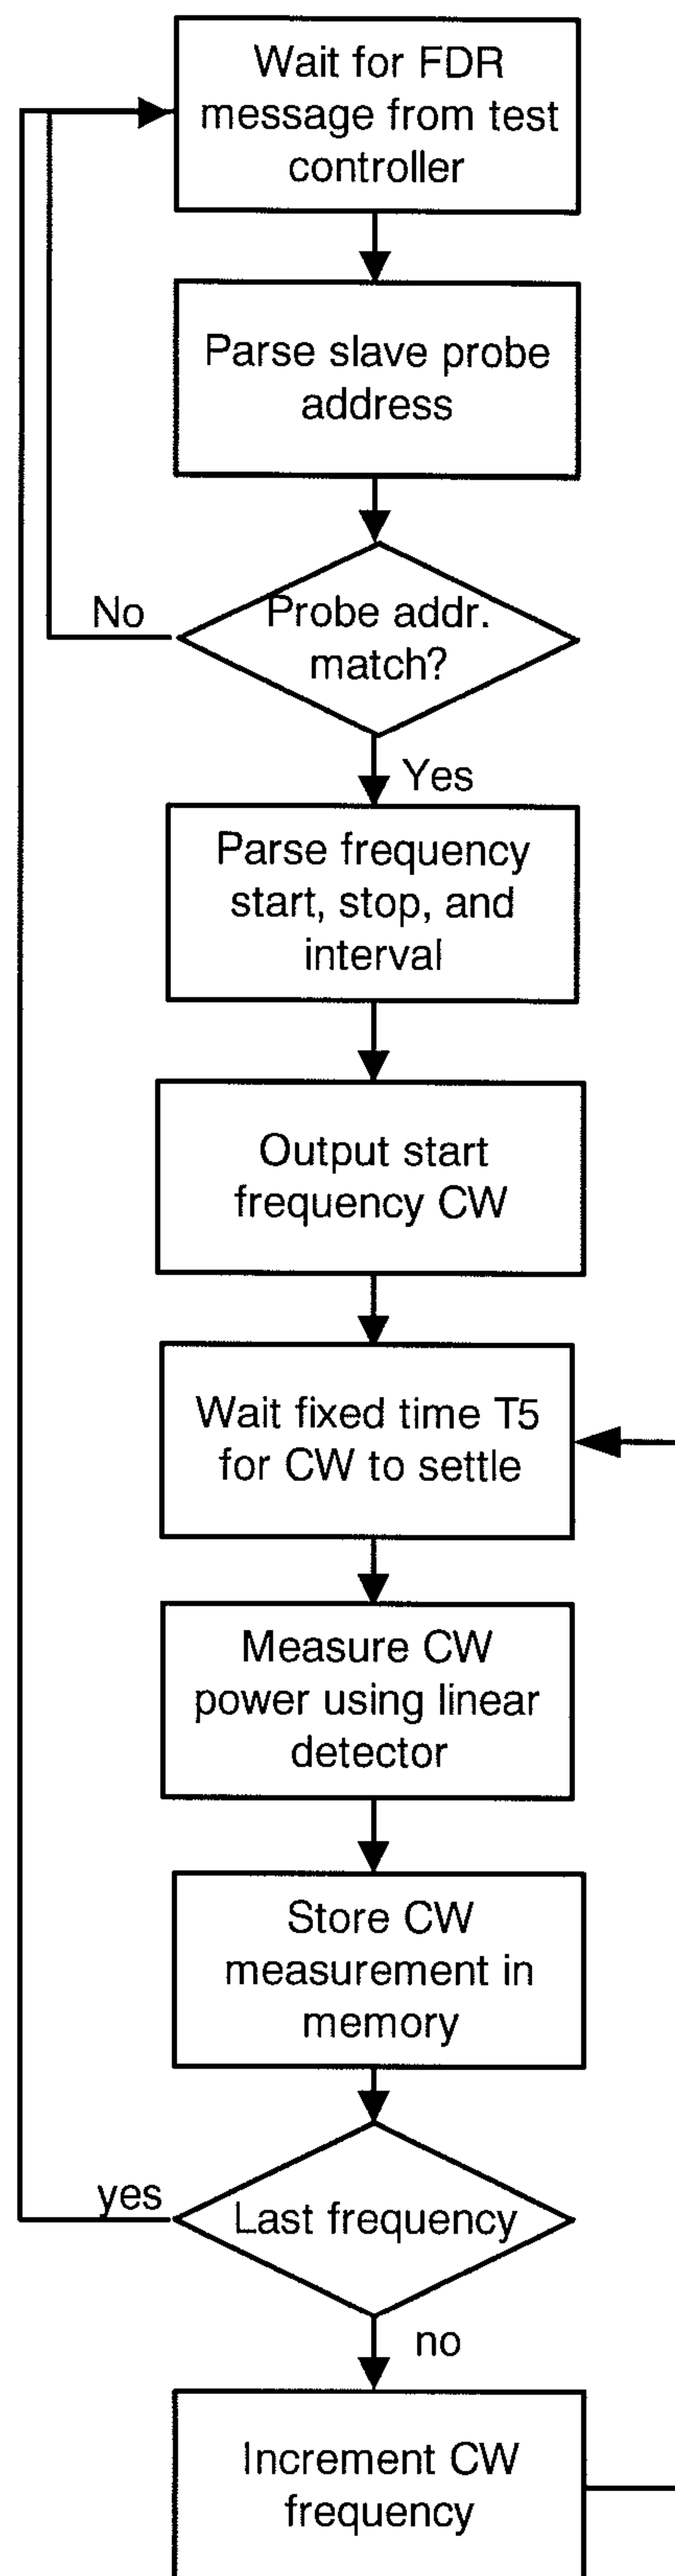 Wait for FDR
message from test
controller
Parse slave probe
address
No
Probe addr.
match?
Yes
Parse frequency
start, stop, and
interval
Output start
frequency CW
Wait fixed time T5
for CW to settle
Measure CW
power using linear
detector
Store CW
measurement in
memory
yes
Last frequency
no
Increment CW
frequency